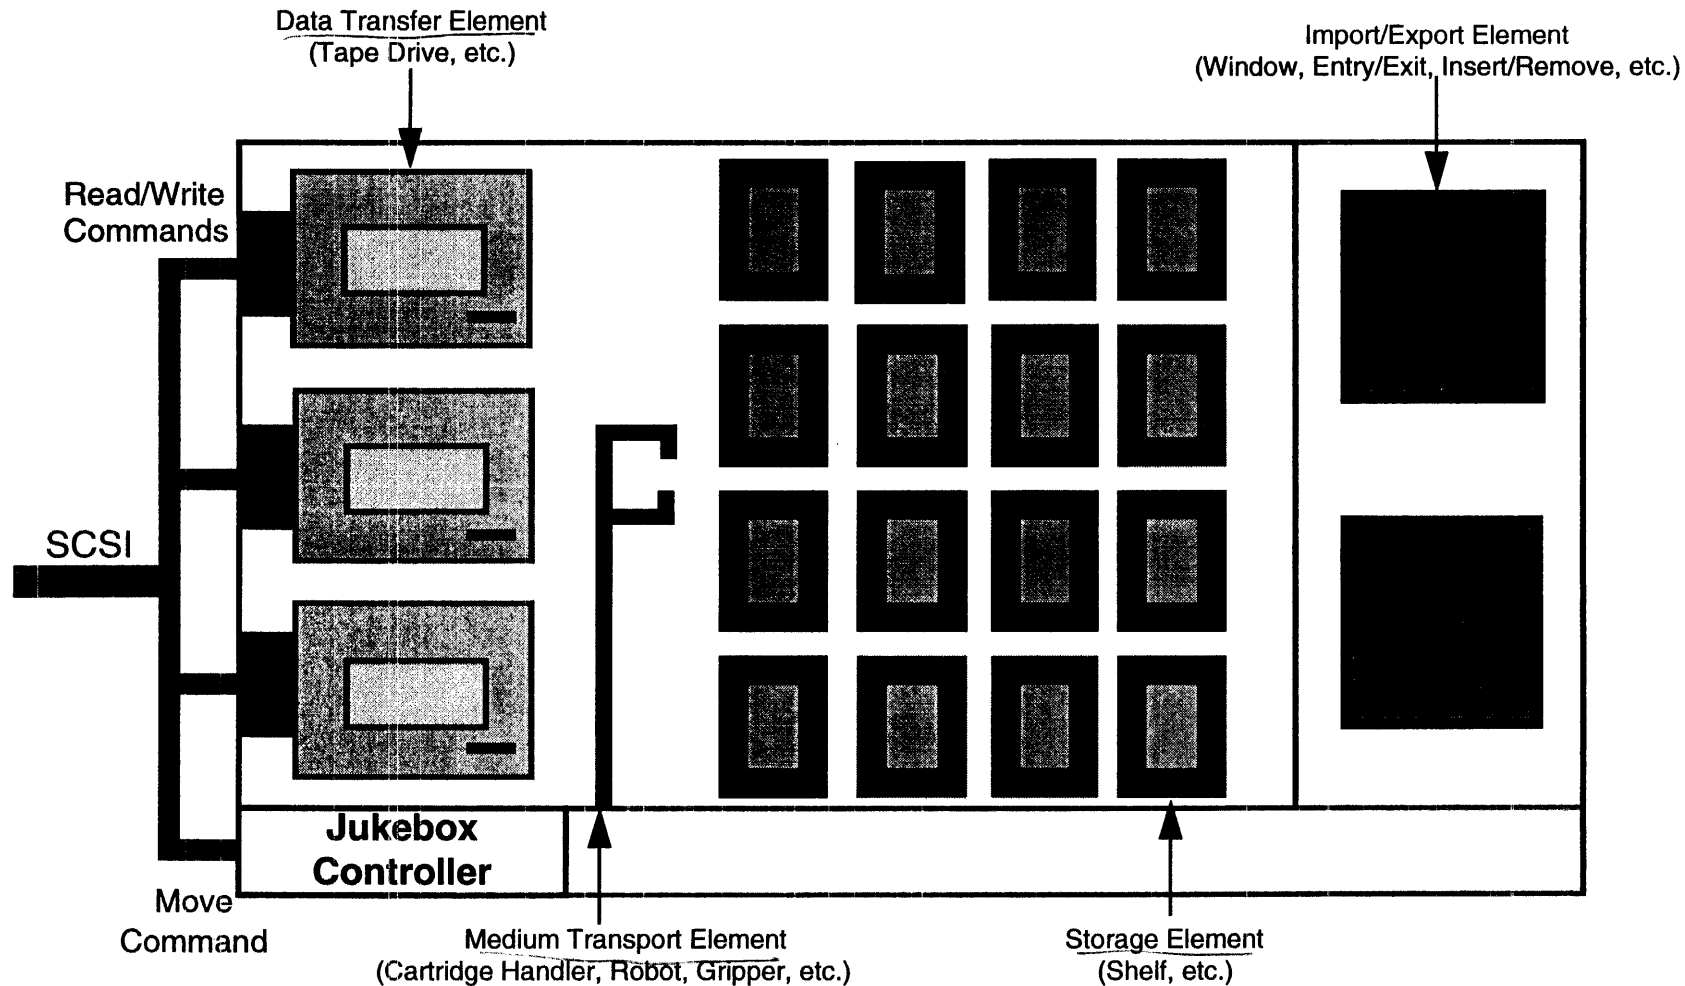 Data Transfer Element
(Tape Drive, etc.)
Import/Export Element
(Window, Entry/Exit, Insert/Remove, etc.)
Read/Write
Commands
SCSI
Jukebox
Controller
Move
Command
Medium Transport Element
(Cartridge Handler, Robot, Gripper, etc.)
Storage Element
(Shelf, etc.)